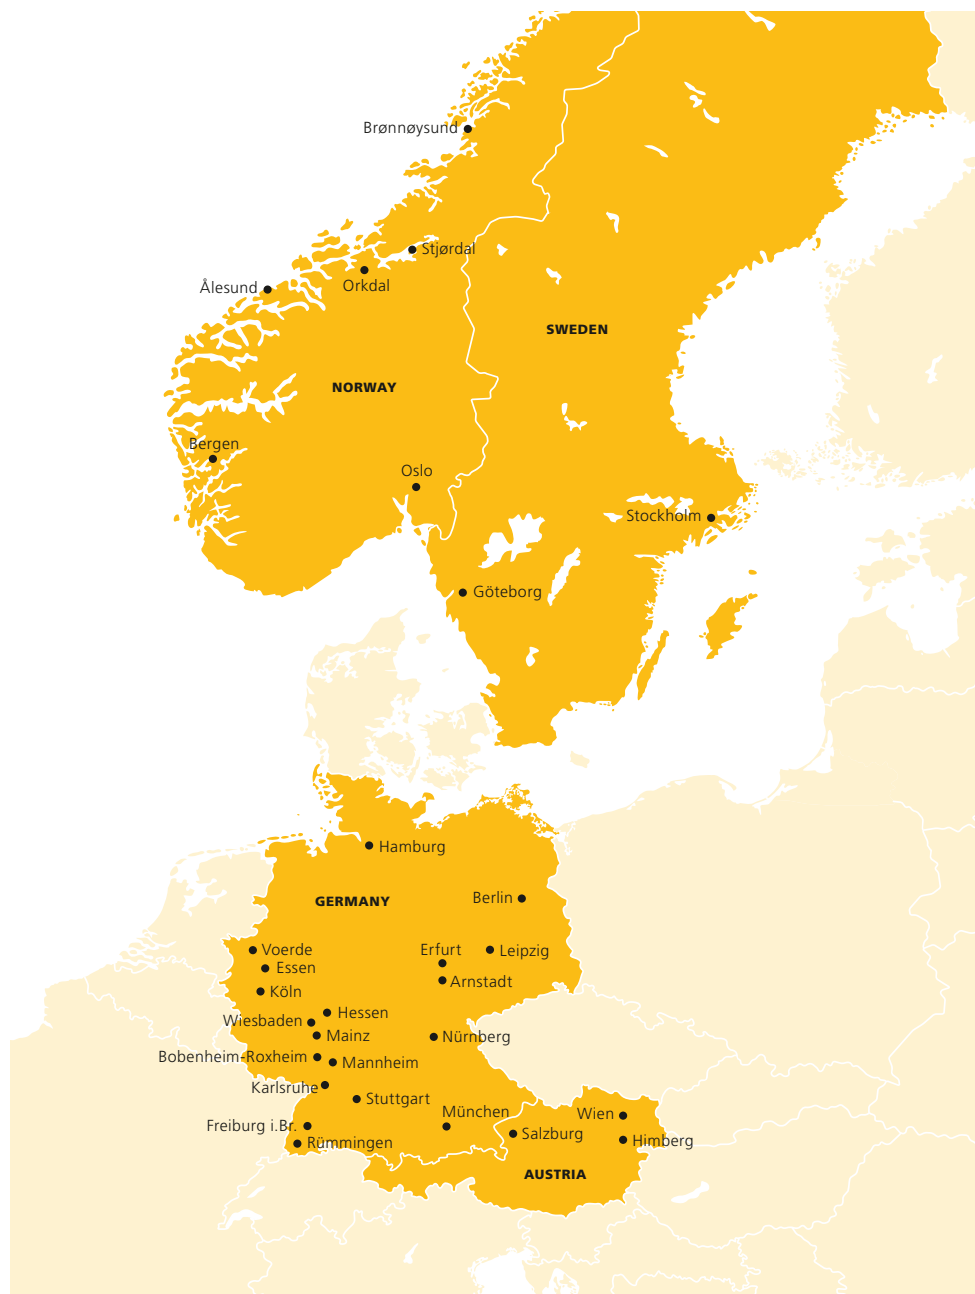 Brønnøysund
Stjørdal
Orkdal
Ålesund
SWEDEN
NORWAY
Bergen
Oslo
Stockholm
Göteborg
Hamburg
GERMANY
Berlin
Voerde
Erfurt
Leipzig
Essen
Arnstadt
Köln
Hessen
Wiesbaden
Mainz
Nürnberg
Bobenheim-Roxheim
Mannheim
Karlsruhe
Stuttgart
München
Wien
Freiburg i.Br.
Salzburg
Rümmingen
Himberg
AUSTRIA